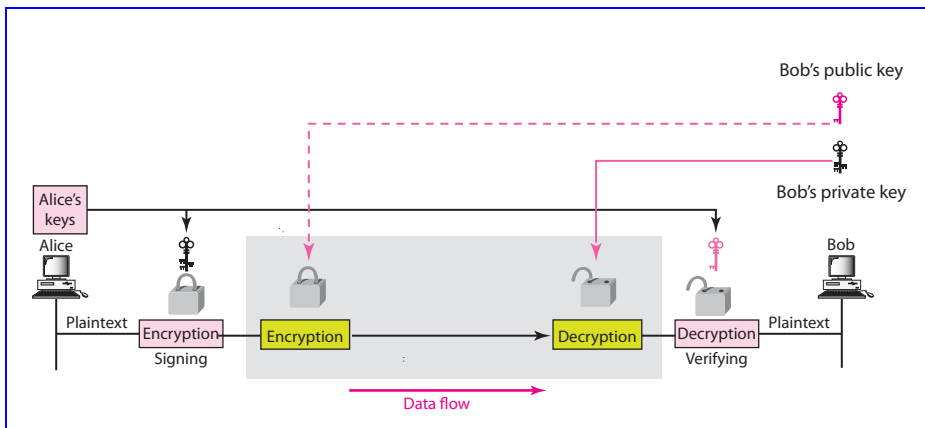 Bob's public key
Bob's private key
Alice's
keys
Alice
Bob
Plaintext
Encryption
Signing
Encryption
Decryption
Decryption
Verifying
Plaintext
Data flow